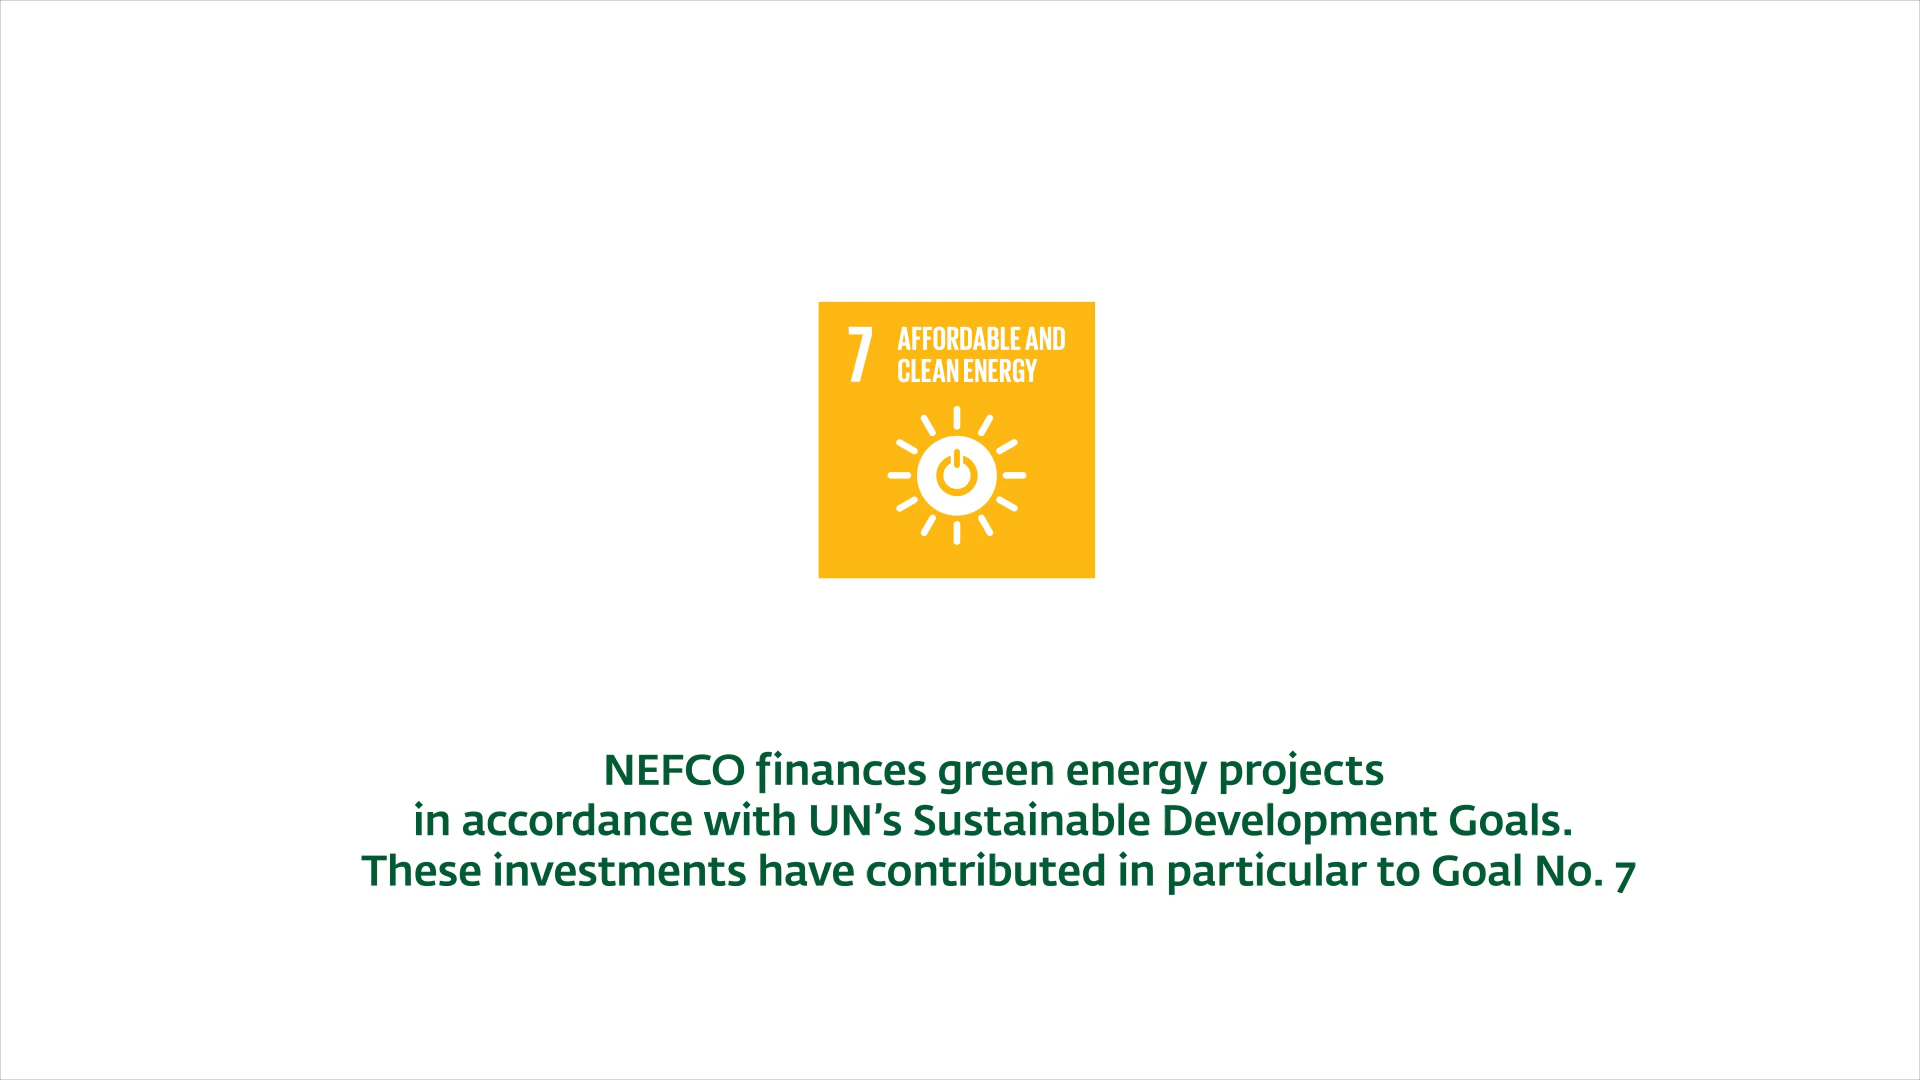 7 AFFORDABLE AND
CLEAN ENERGY
NEFCO finances green energy projects
in accordance with UN’s Sustainable Development Goals.
These investments have contributed in particular to Goal No. 7